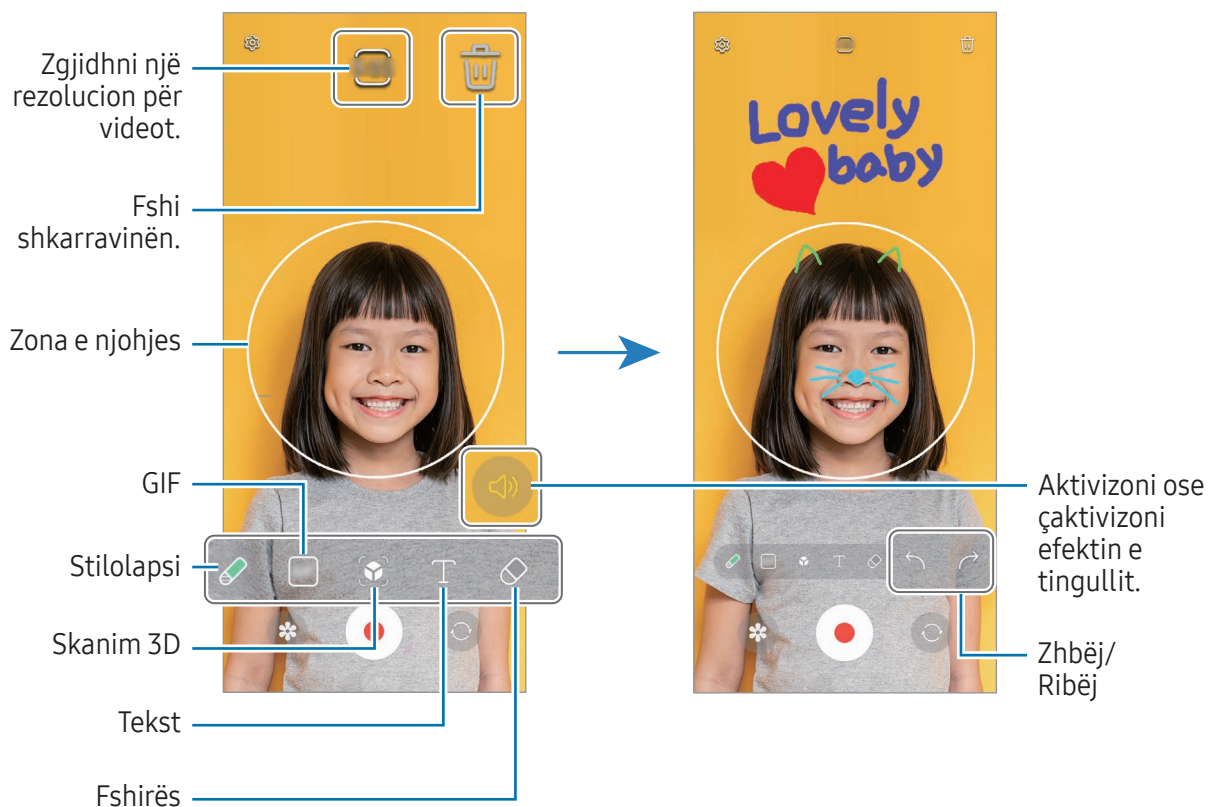 Zgjidhni një
rezolucion për
videot.
Fshi
shkarravinën.
Zona e njohjes
GIF
Stilolapsi
Skanim 3D
Tekst
Fshirës
T
Lovely
baby
T
Aktivizoni ose
çaktivizoni
efektin e
tingullit.
Zhbëj/
Ribëj